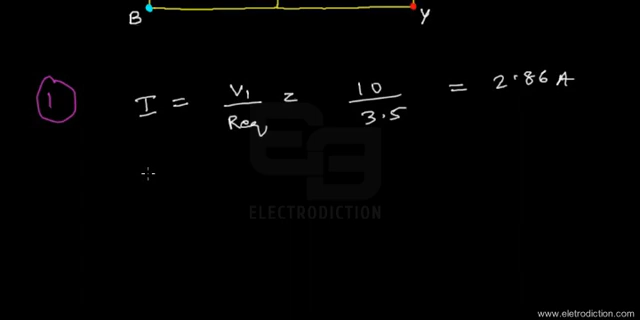 B Y
1 I = V1 / Req = 10 / 3.5 = 2.86 A
ELECTRODICTION
www.eletrodiction.com